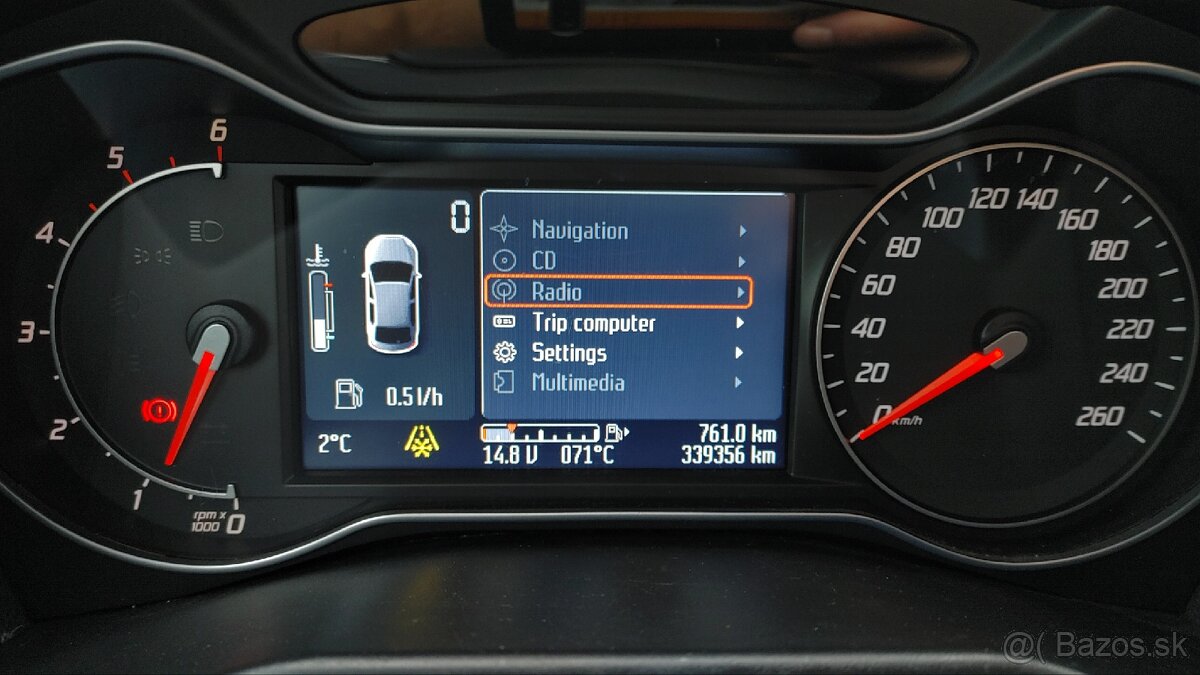 6
5
4
3
2
1
0
rpm x
1000
0
0.5 l/h
2°C
Navigation
CD
Radio
Trip computer
Settings
Multimedia
14.8 V 071°C
761.0 km
339356 km
0
20
40
60
80
100
120
140
160
180
200
220
240
260
km/h
@( Bazos.sk